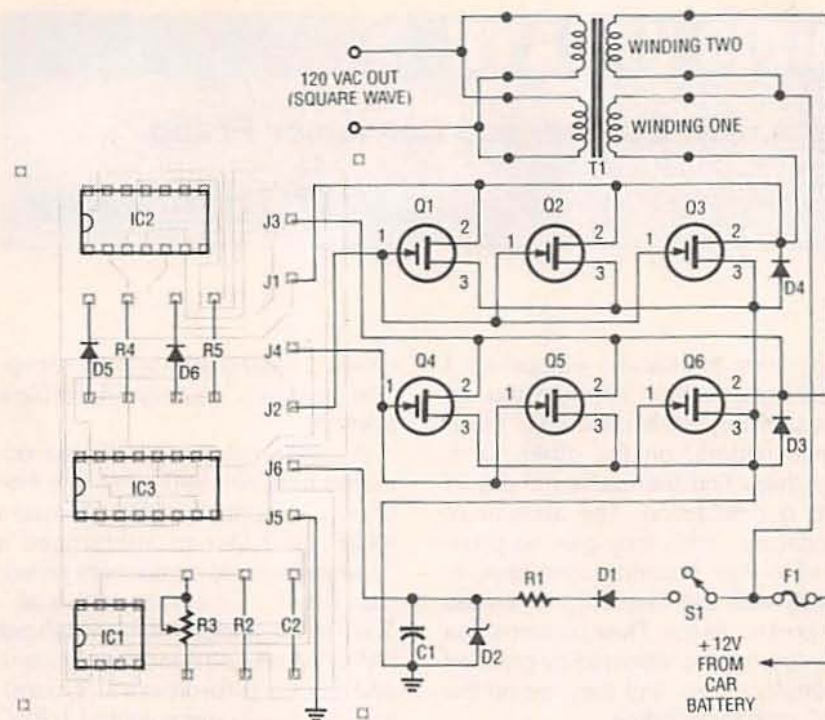 WINDING TWO
120 VAC OUT
(SQUARE WAVE)
WINDING ONE
T1
IC2
J3
Q1
Q2
Q3
1
2
1
2
1
2
J1
3
3
3
D4
J4
Q4
Q5
Q6
D5
R4
D6
R5
1
2
1
2
1
2
J2
3
3
3
D3
J6
IC3
J5
R1
D1
S1
F1
IC1
R3
R2
C2
C1
D2
+12V
FROM
CAR
BATTERY